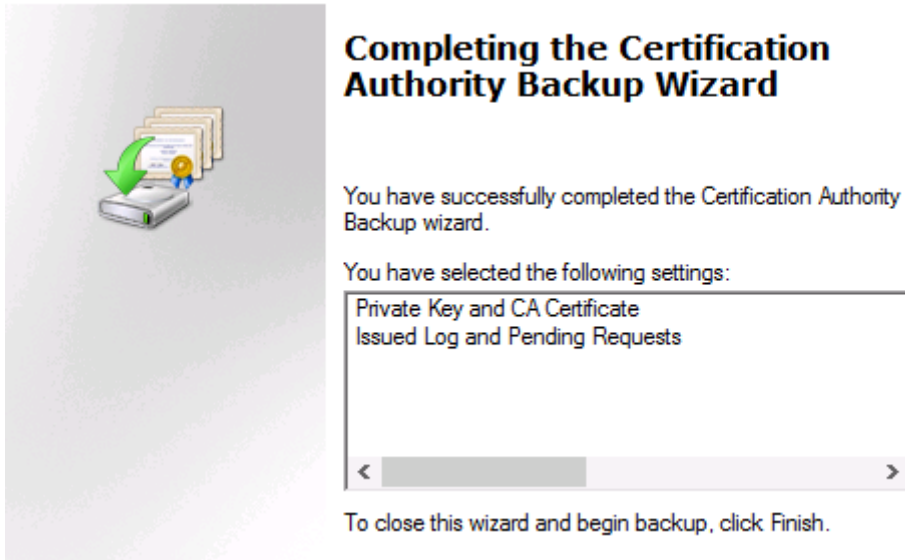 Completing the Certification
Authority Backup Wizard
You have successfully completed the Certification Authority
Backup wizard.
You have selected the following settings:
Private Key and CA Certificate
Issued Log and Pending Requests
To close this wizard and begin backup, click Finish.